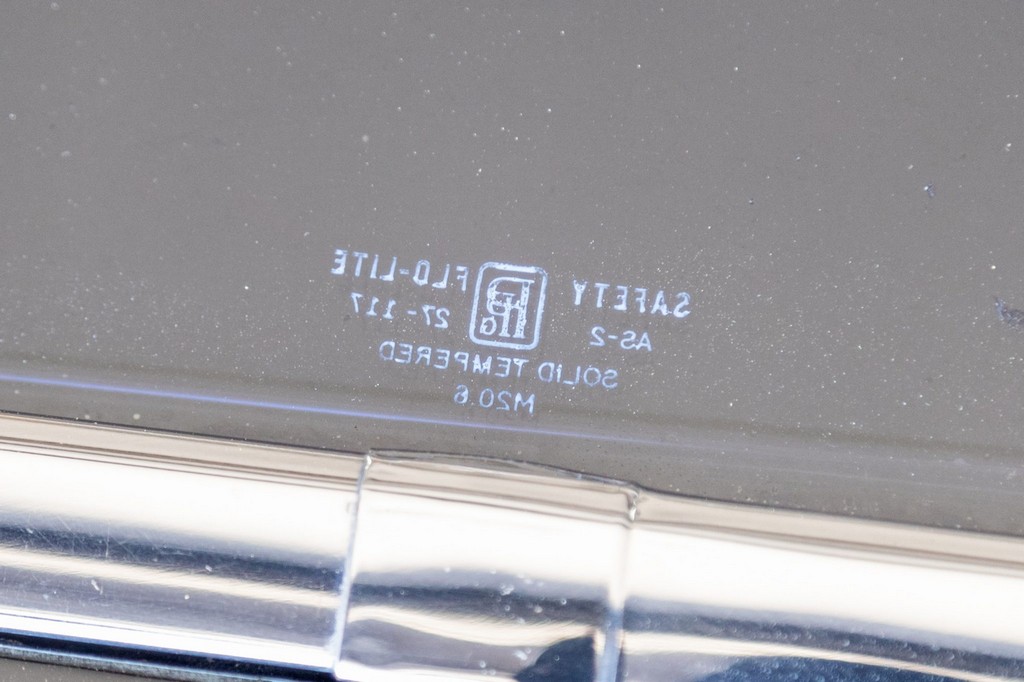 SAFETY FLO-LITE
AS-2 27-117
SOLID TEMPERED
M20.6